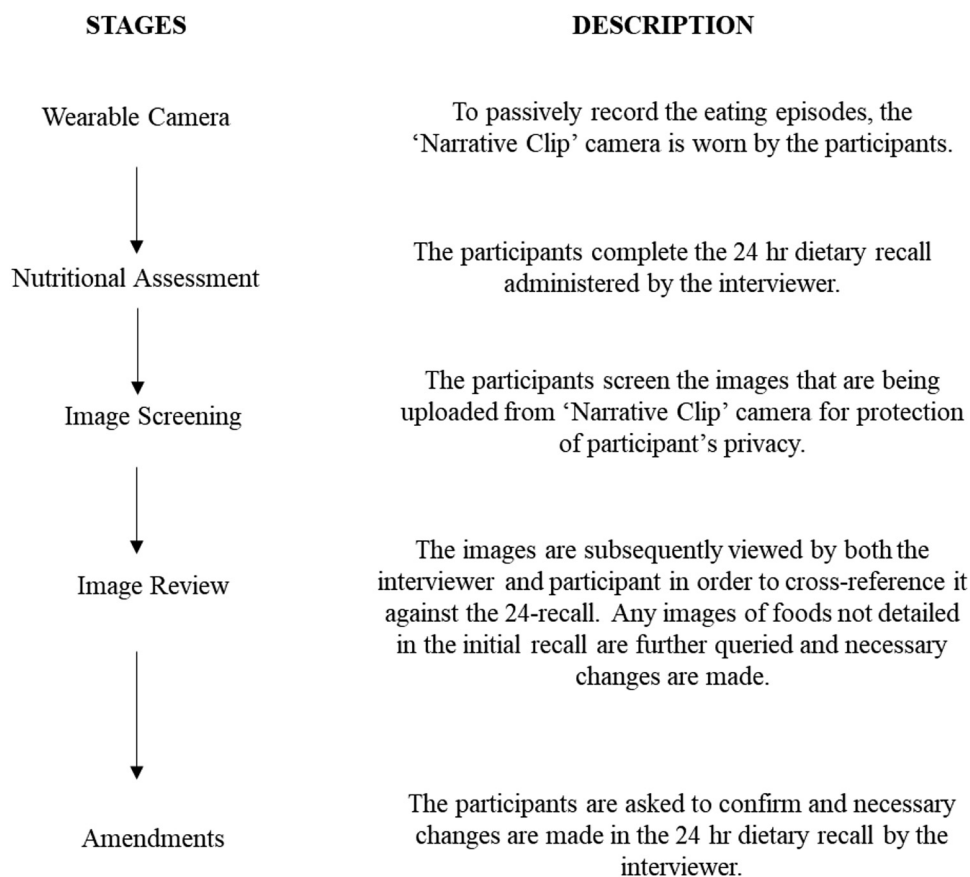 STAGES DESCRIPTION
Wearable Camera
To passively record the eating episodes, the
‘Narrative Clip’ camera is worn by the participants.
Nutritional Assessment
The participants complete the 24 hr dietary recall
administered by the interviewer.
Image Screening
The participants screen the images that are being
uploaded from ‘Narrative Clip’ camera for protection
of participant’s privacy.
Image Review
The images are subsequently viewed by both the
interviewer and participant in order to cross-reference it
against the 24-recall. Any images of foods not detailed
in the initial recall are further queried and necessary
changes are made.
Amendments
The participants are asked to confirm and necessary
changes are made in the 24 hr dietary recall by the
interviewer.